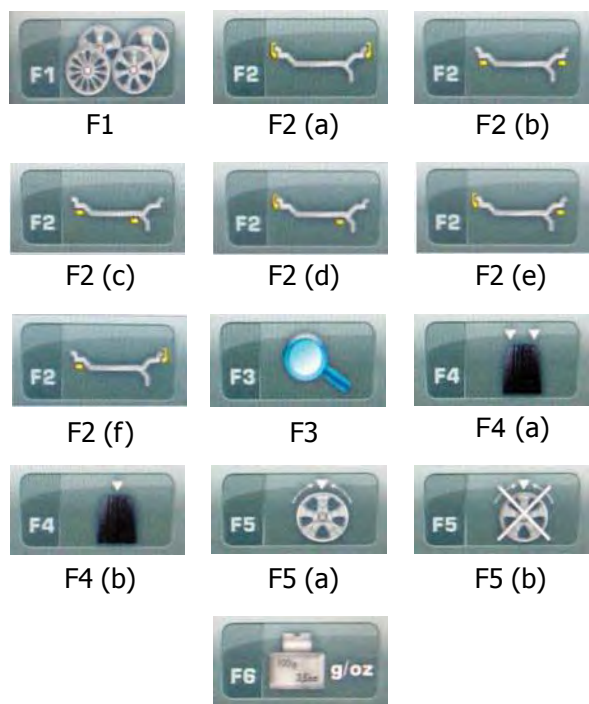 F1 F2 F2
F1 F2 (a) F2 (b)
F2 F2 F2
F2 (c) F2 (d) F2 (e)
F2 F3 F4
F2 (f) F3 F4 (a)
F4 F5 F5
F4 (b) F5 (a) F5 (b)
F6 100g g/oz